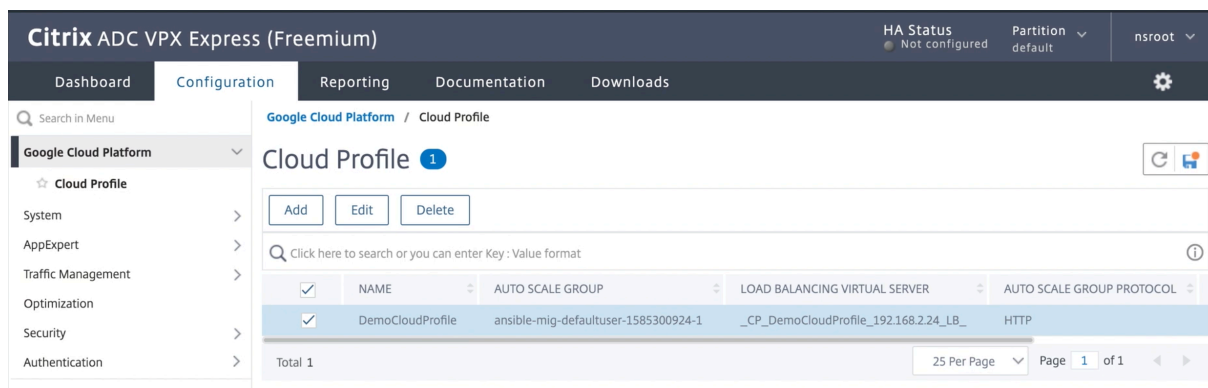 Citrix ADC VPX Express (Freemium)
HA Status
Not configured
Partition
default
nsroot
Dashboard Configuration Reporting Documentation Downloads
Search in Menu
Google Cloud Platform
Cloud Profile
System
AppExpert
Traffic Management
Optimization
Security
Authentication
Google Cloud Platform / Cloud Profile
Cloud Profile 1
Add Edit Delete
Click here to search or you can enter Key : Value format
NAME AUTO SCALE GROUP LOAD BALANCING VIRTUAL SERVER AUTO SCALE GROUP PROTOCOL
DemoCloudProfile ansible-mig-defaultuser-1585300924-1 _CP_DemoCloudProfile_192.168.2.24_LB_ HTTP
Total 1 25 Per Page Page 1 of 1